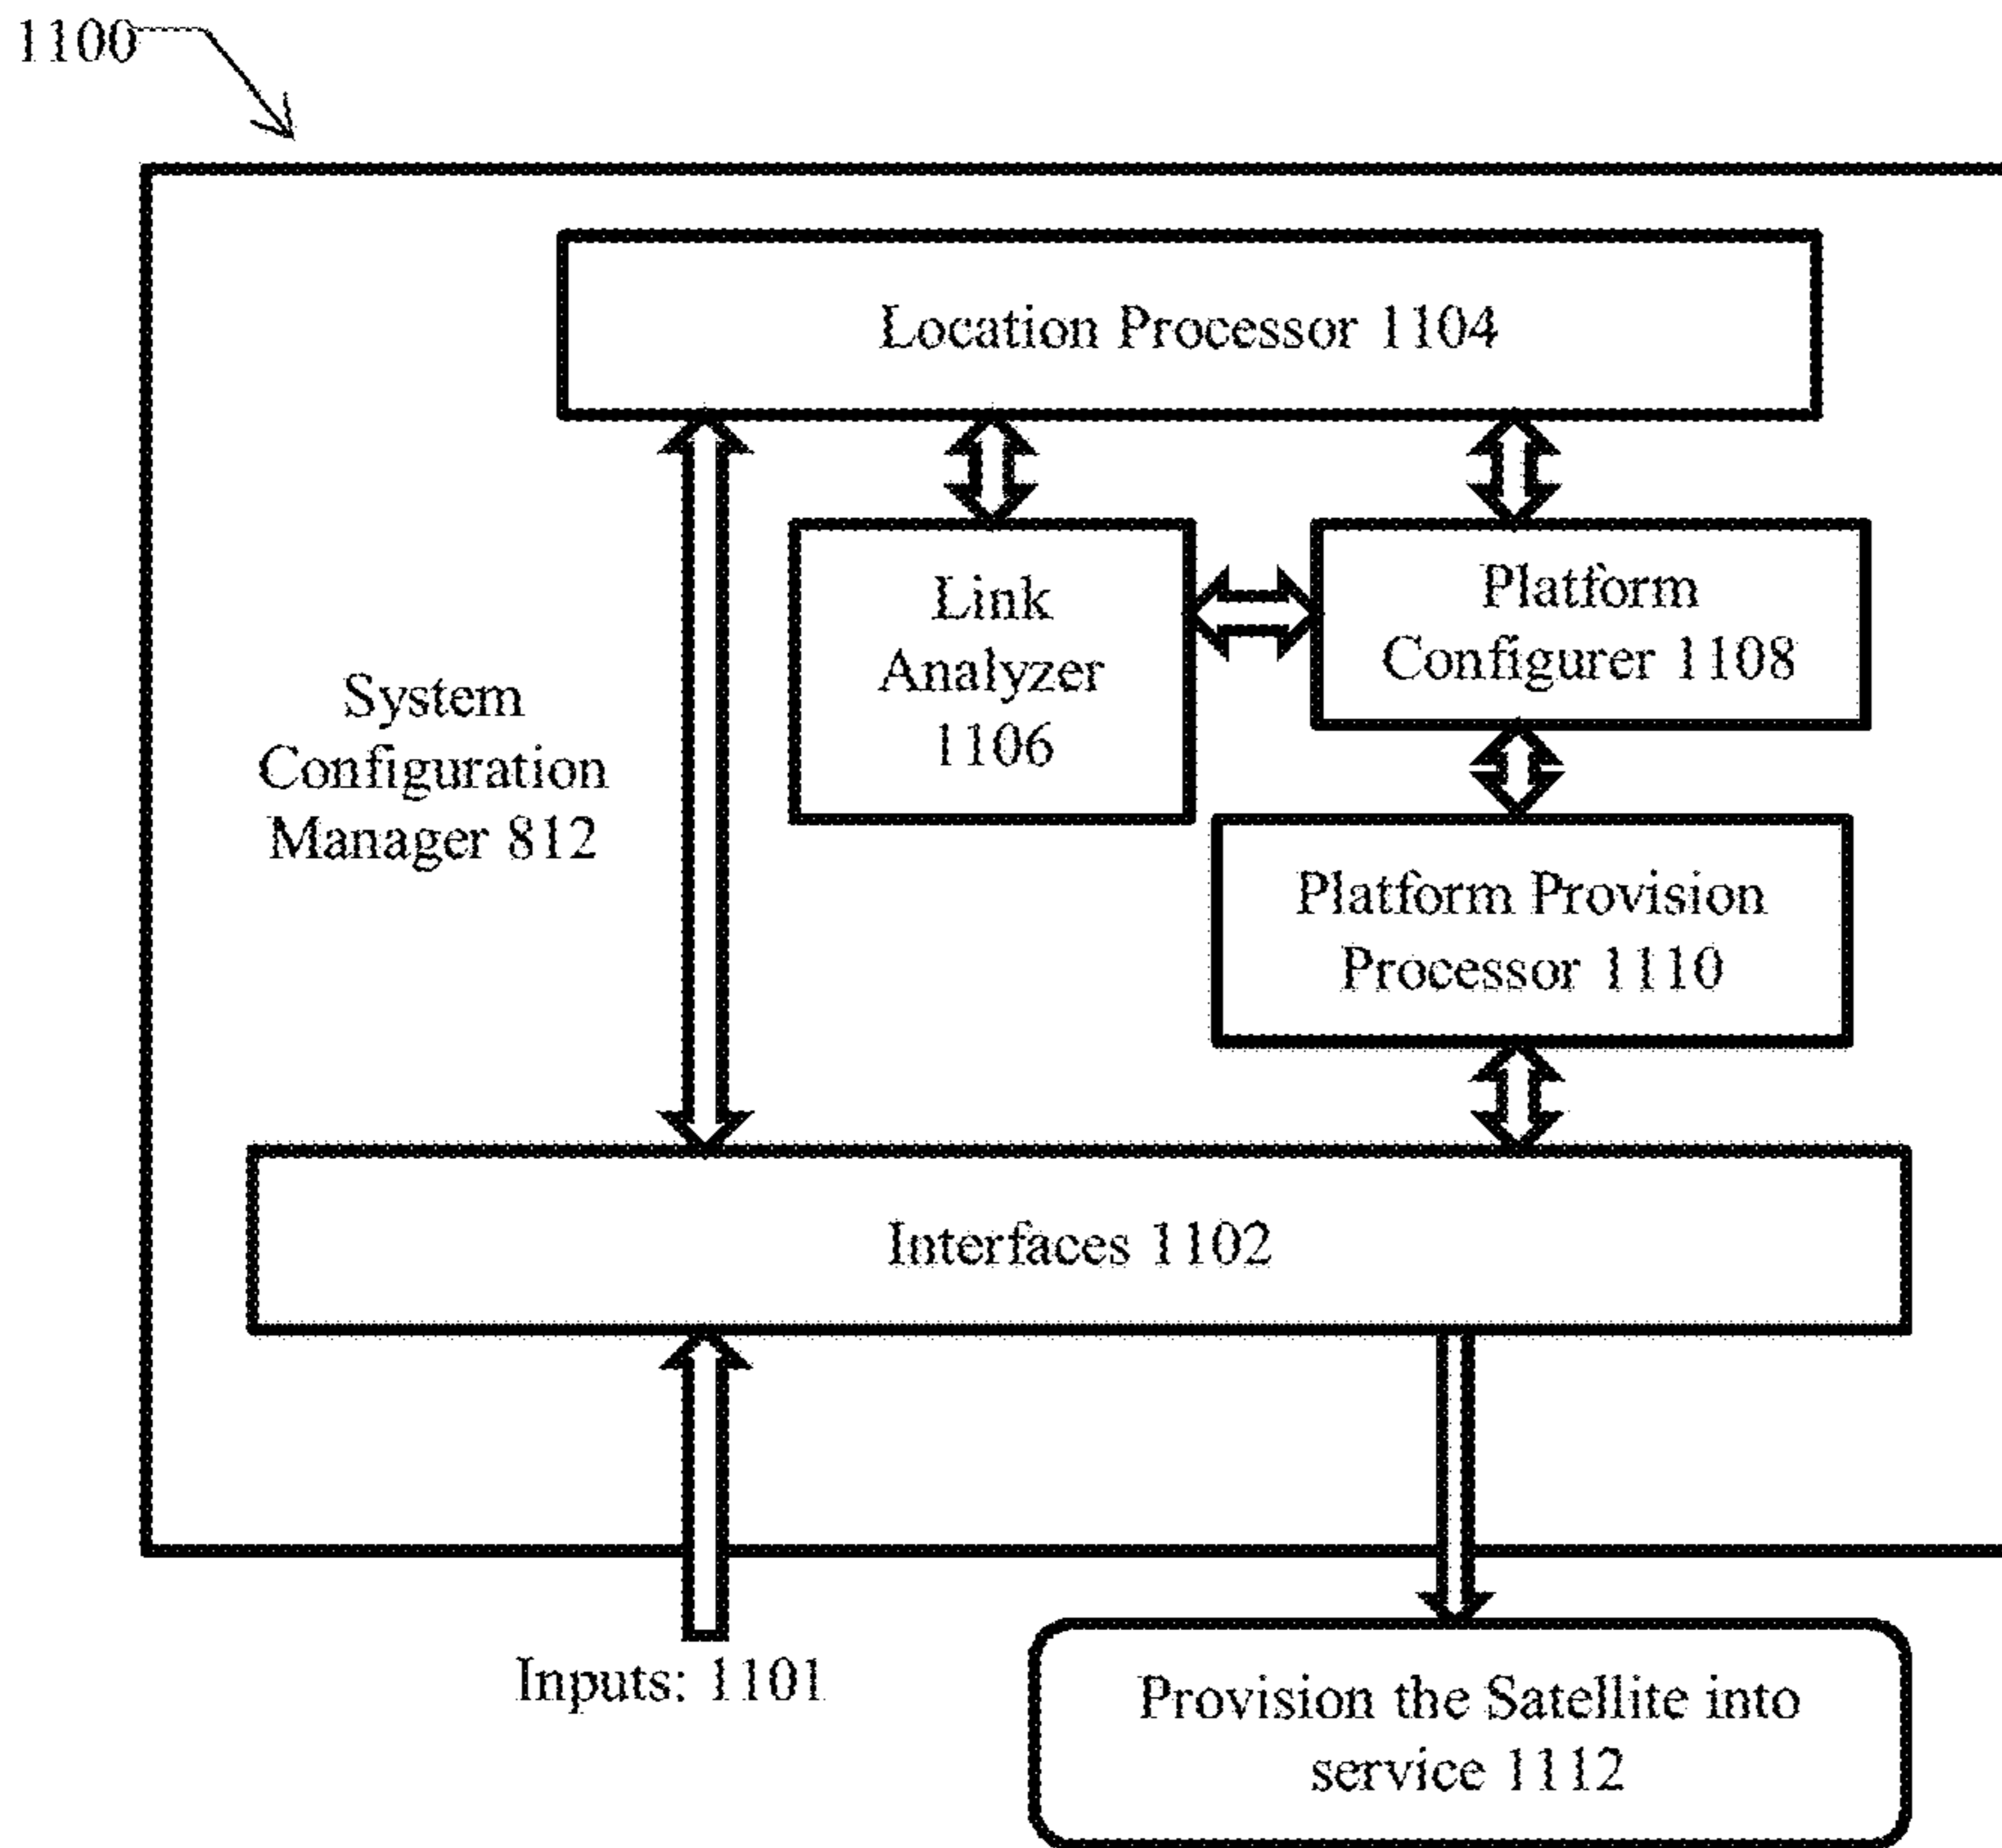 1100
Location Processor 1104
Link
Analyzer
1106
Platform
Configurer 1108
System
Configuration
Manager 812
Platform Provision
Processor 1110
Interfaces 1102
Inputs: 1101
Provision the Satellite into
service 1112